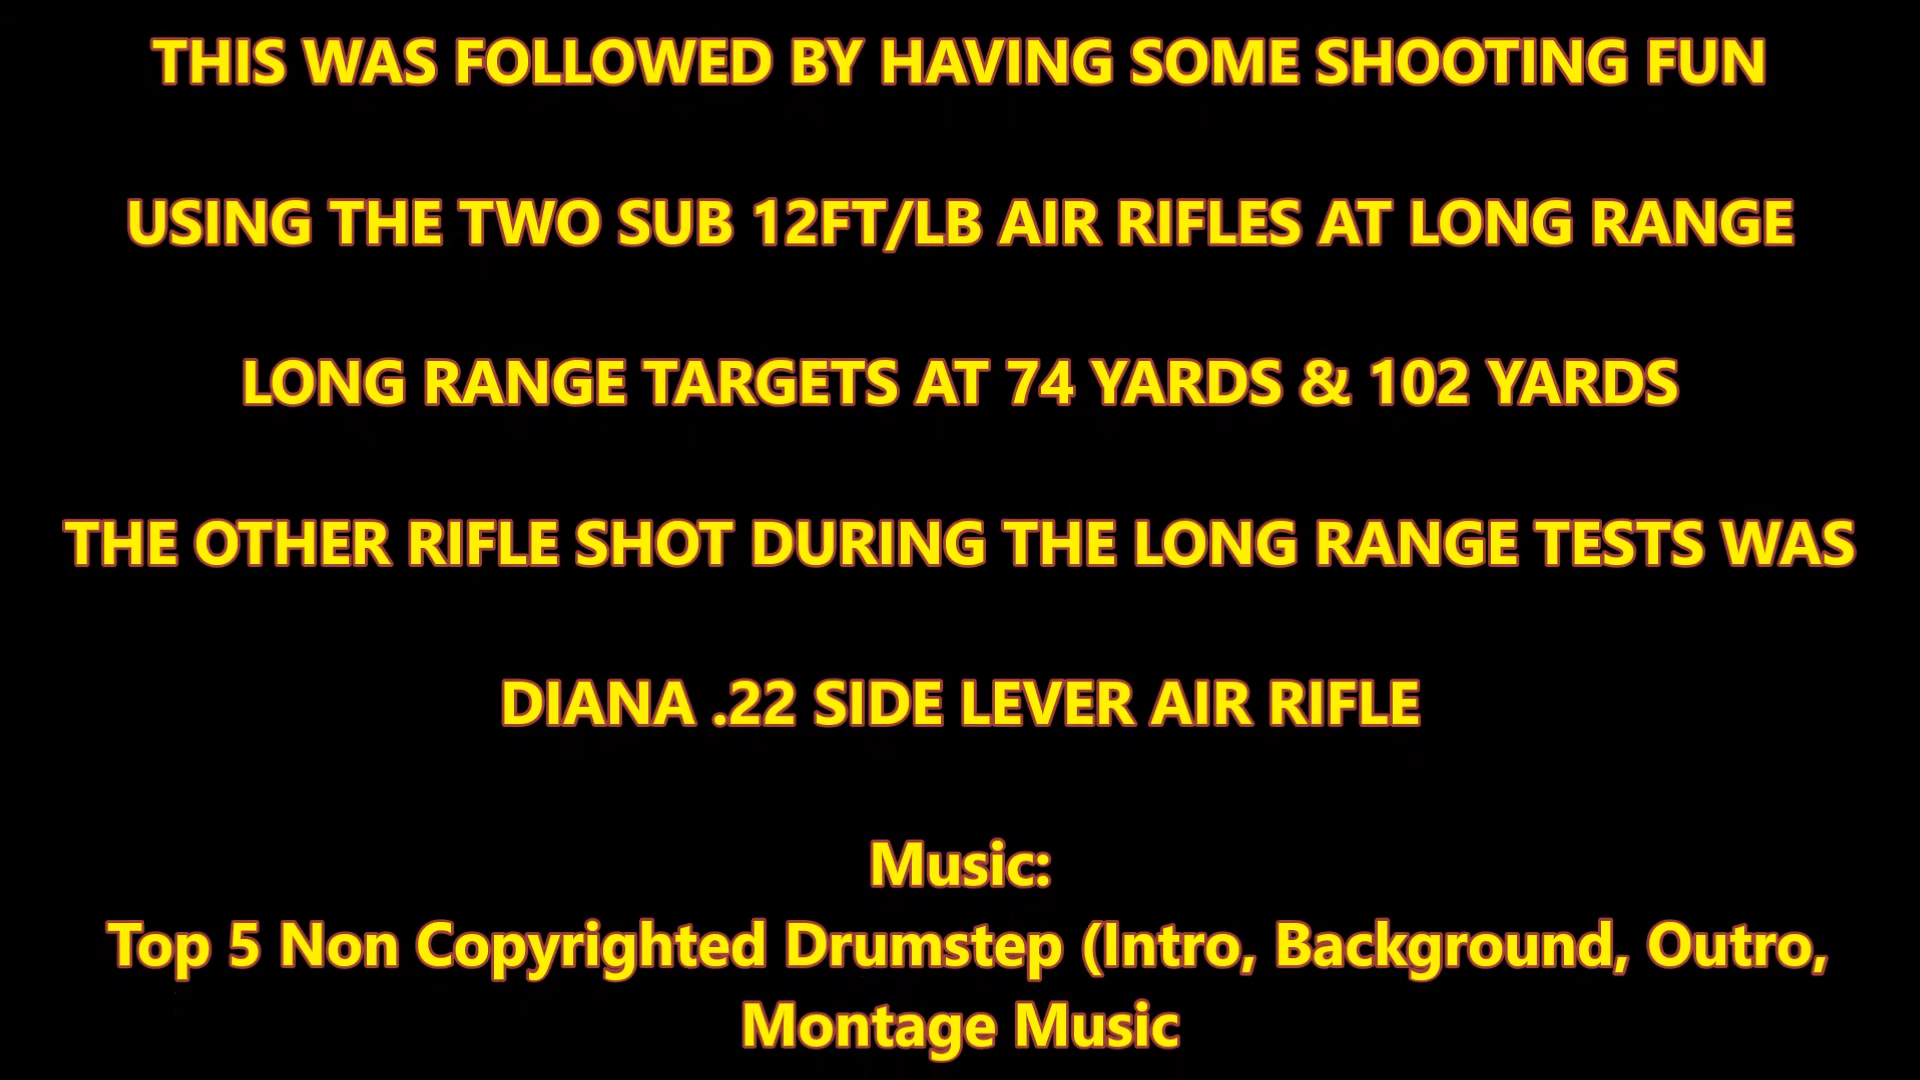 THIS WAS FOLLOWED BY HAVING SOME SHOOTING FUN
USING THE TWO SUB 12FT/LB AIR RIFLES AT LONG RANGE
LONG RANGE TARGETS AT 74 YARDS & 102 YARDS
THE OTHER RIFLE SHOT DURING THE LONG RANGE TESTS WAS
DIANA .22 SIDE LEVER AIR RIFLE
Music:
Top 5 Non Copyrighted Drumstep (Intro, Background, Outro,
Montage Music